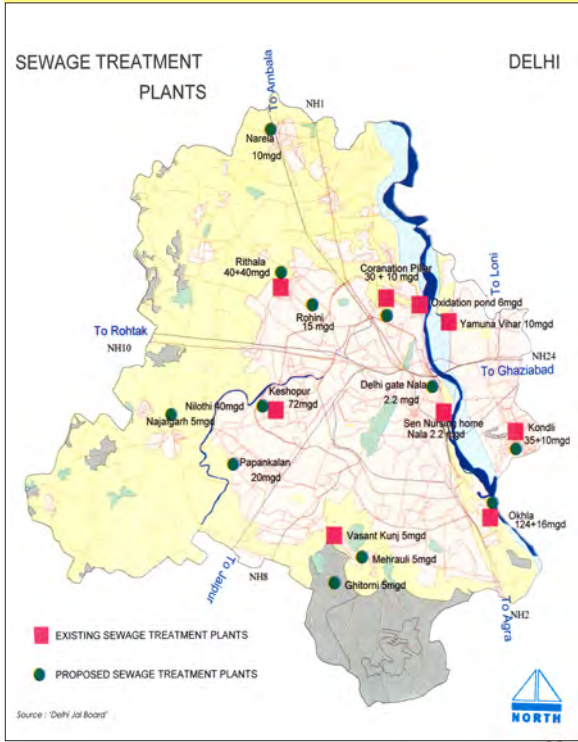 SEWAGE TREATMENT
PLANTS
DELHI
To Ambala
NH1
Narela
10mgd
Rithala
40+40mgd
Coranation Pillar
30 + 10 mgd
To Loni
Oxidation pond 6mgd
Rohini
15 mgd
Yamuna Vihar 10mgd
To Rohtak
NH10
NH24
To Ghaziabad
Keshopur
72mgd
Delhi gate Nala
2.2 mgd
Nilothi 40mgd
Najalgarh 5mgd
Sen Nursing home
Nala 2.2 mgd
Kondli
35+10mgd
Papankalan
20mgd
Okhla
124+16mgd
Vasant Kunj 5mgd
Mehrauli 5mgd
To Jaipur
NH8
Ghitorni 5mgd
To Agra
NH2
EXISTING SEWAGE TREATMENT PLANTS
PROPOSED SEWAGE TREATMENT PLANTS
Source : 'Delhi Jal Board'
NORTH